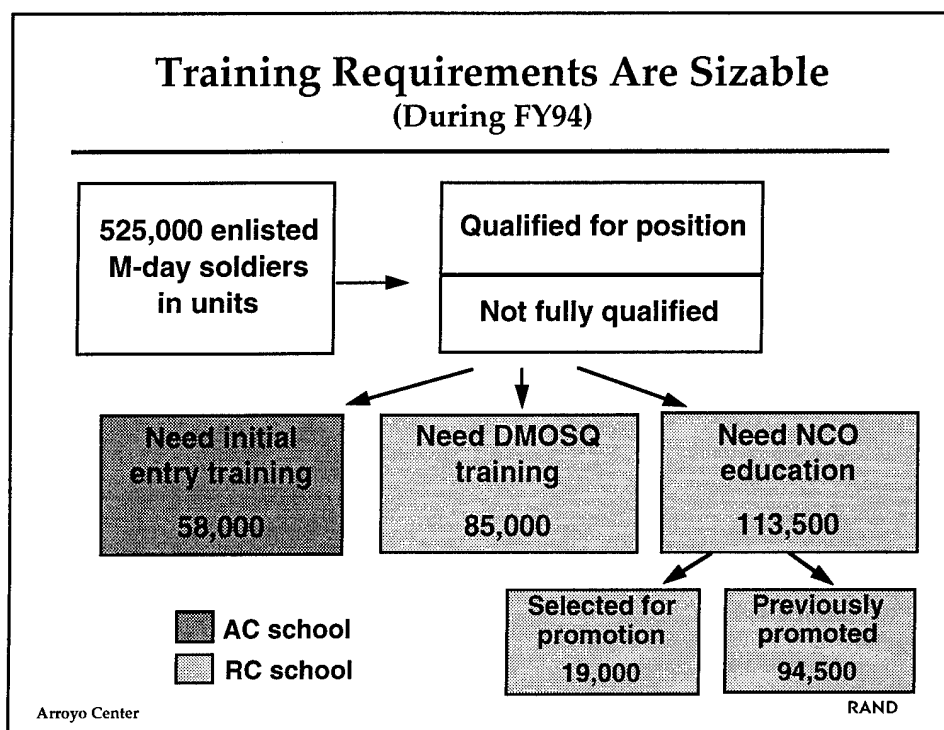 Training Requirements Are Sizable
(During FY94)
525,000 enlisted
M-day soldiers
in units
Qualified for position
Not fully qualified
Need initial
entry training
58,000
Need DMOSQ
training
85,000
Need NCO
education
113,500
Selected for
promotion
19,000
Previously
promoted
94,500
AC school
RC school
Arroyo Center
RAND